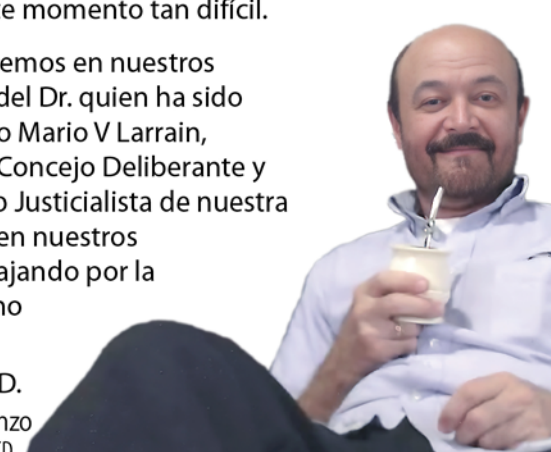 e momento tan difícil.
emos en nuestros
del Dr. quien ha sido
o Mario V Larrain,
Concejo Deliberante y
o Justicialista de nuestra
en nuestros
ajando por la
no
D.
nzo